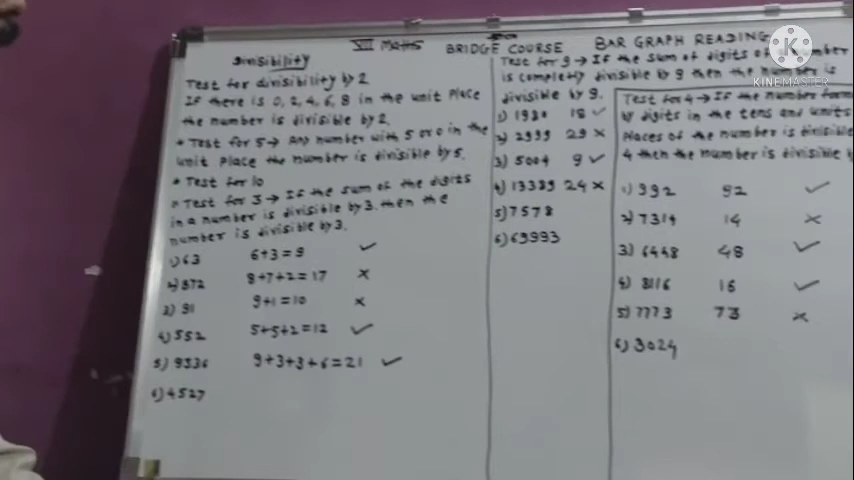 VII Maths BRIDGE COURSE BAR GRAPH READING
Divisibility
Test for divisibility by 2
If there is 0, 2, 4, 6, 8 in the unit place
the number is divisible by 2.
* Test for 5 → Any number with 5 or 0 in the
unit place the number is divisible by 5.
* Test for 10
* Test for 3 → If the sum of the digits
in a number is divisible by 3. then the
number is divisible by 3.
1) 63 6+3=9 ✓
2) 872 8+7+2=17 ×
3) 91 9+1=10 ×
4) 552 5+5+2=12 ✓
5) 9336 9+3+3+6=21 ✓
6) 4527
Test for 9 → If the sum of digits of number
is completly divisible by 9 then the number is
divisible by 9.
1) 1980 18 ✓
2) 2999 29 ×
3) 5004 9 ✓
4) 13389 24 ×
5) 7578
6) 69993
Test for 4 → If the number form
by digits in the tens and units
places of the number is divisible
4 then the number is divisible
1) 992 92 ✓
2) 7314 14 ×
3) 6448 48 ✓
4) 8116 16 ✓
5) 7773 73 ×
6) 3024
K
KINEMASTER